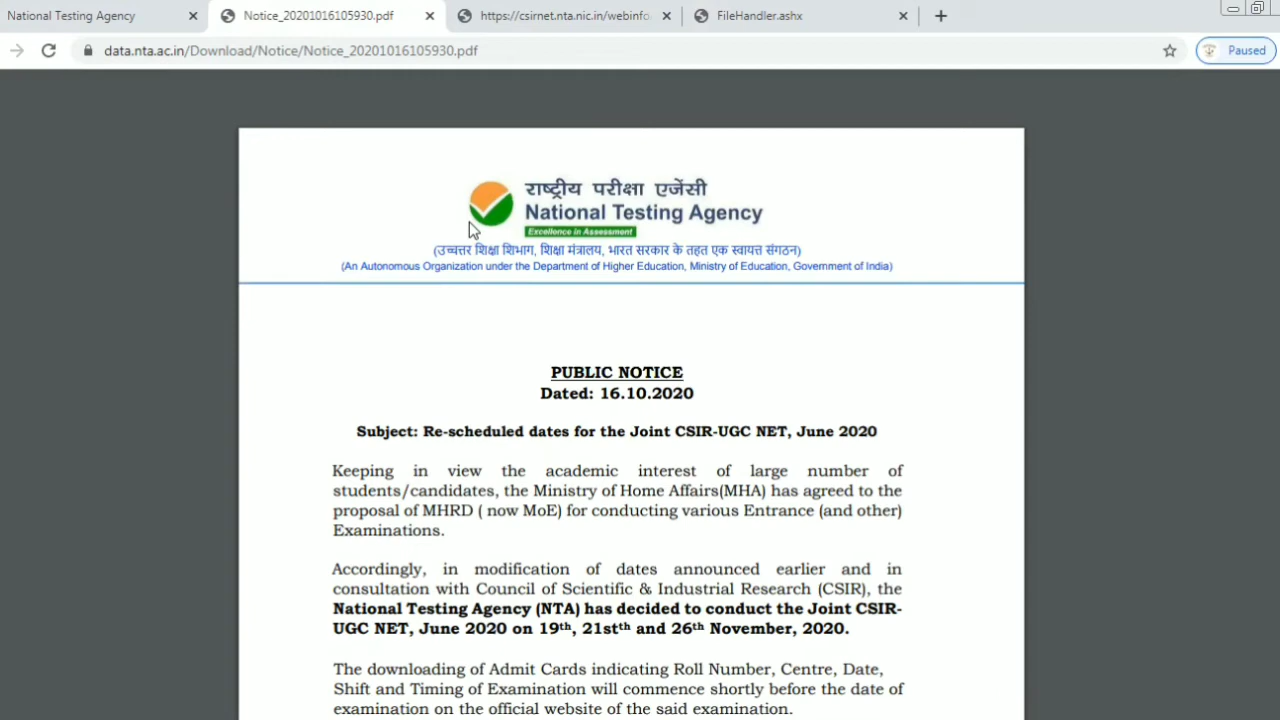 National Testing Agency
Notice_20201016105930.pdf
https://csirnet.nta.nic.in/webinfo
FileHandler.ashx
data.nta.ac.in/Download/Notice/Notice_20201016105930.pdf
Paused
राष्ट्रीय परीक्षा एजेंसी
National Testing Agency
Excellence in Assessment
(उच्चत्तर शिक्षा शिभाग, शिक्षा मंत्रालय, भारत सरकार के तहत एक स्वायत्त संगठन)
(An Autonomous Organization under the Department of Higher Education, Ministry of Education, Government of India)
PUBLIC NOTICE
Dated: 16.10.2020
Subject: Re-scheduled dates for the Joint CSIR-UGC NET, June 2020
Keeping in view the academic interest of large number of
students/candidates, the Ministry of Home Affairs(MHA) has agreed to the
proposal of MHRD ( now MoE) for conducting various Entrance (and other)
Examinations.
Accordingly, in modification of dates announced earlier and in
consultation with Council of Scientific & Industrial Research (CSIR), the
National Testing Agency (NTA) has decided to conduct the Joint CSIR-
UGC NET, June 2020 on 19th, 21stth and 26th November, 2020.
The downloading of Admit Cards indicating Roll Number, Centre, Date,
Shift and Timing of Examination will commence shortly before the date of
examination on the official website of the said examination.